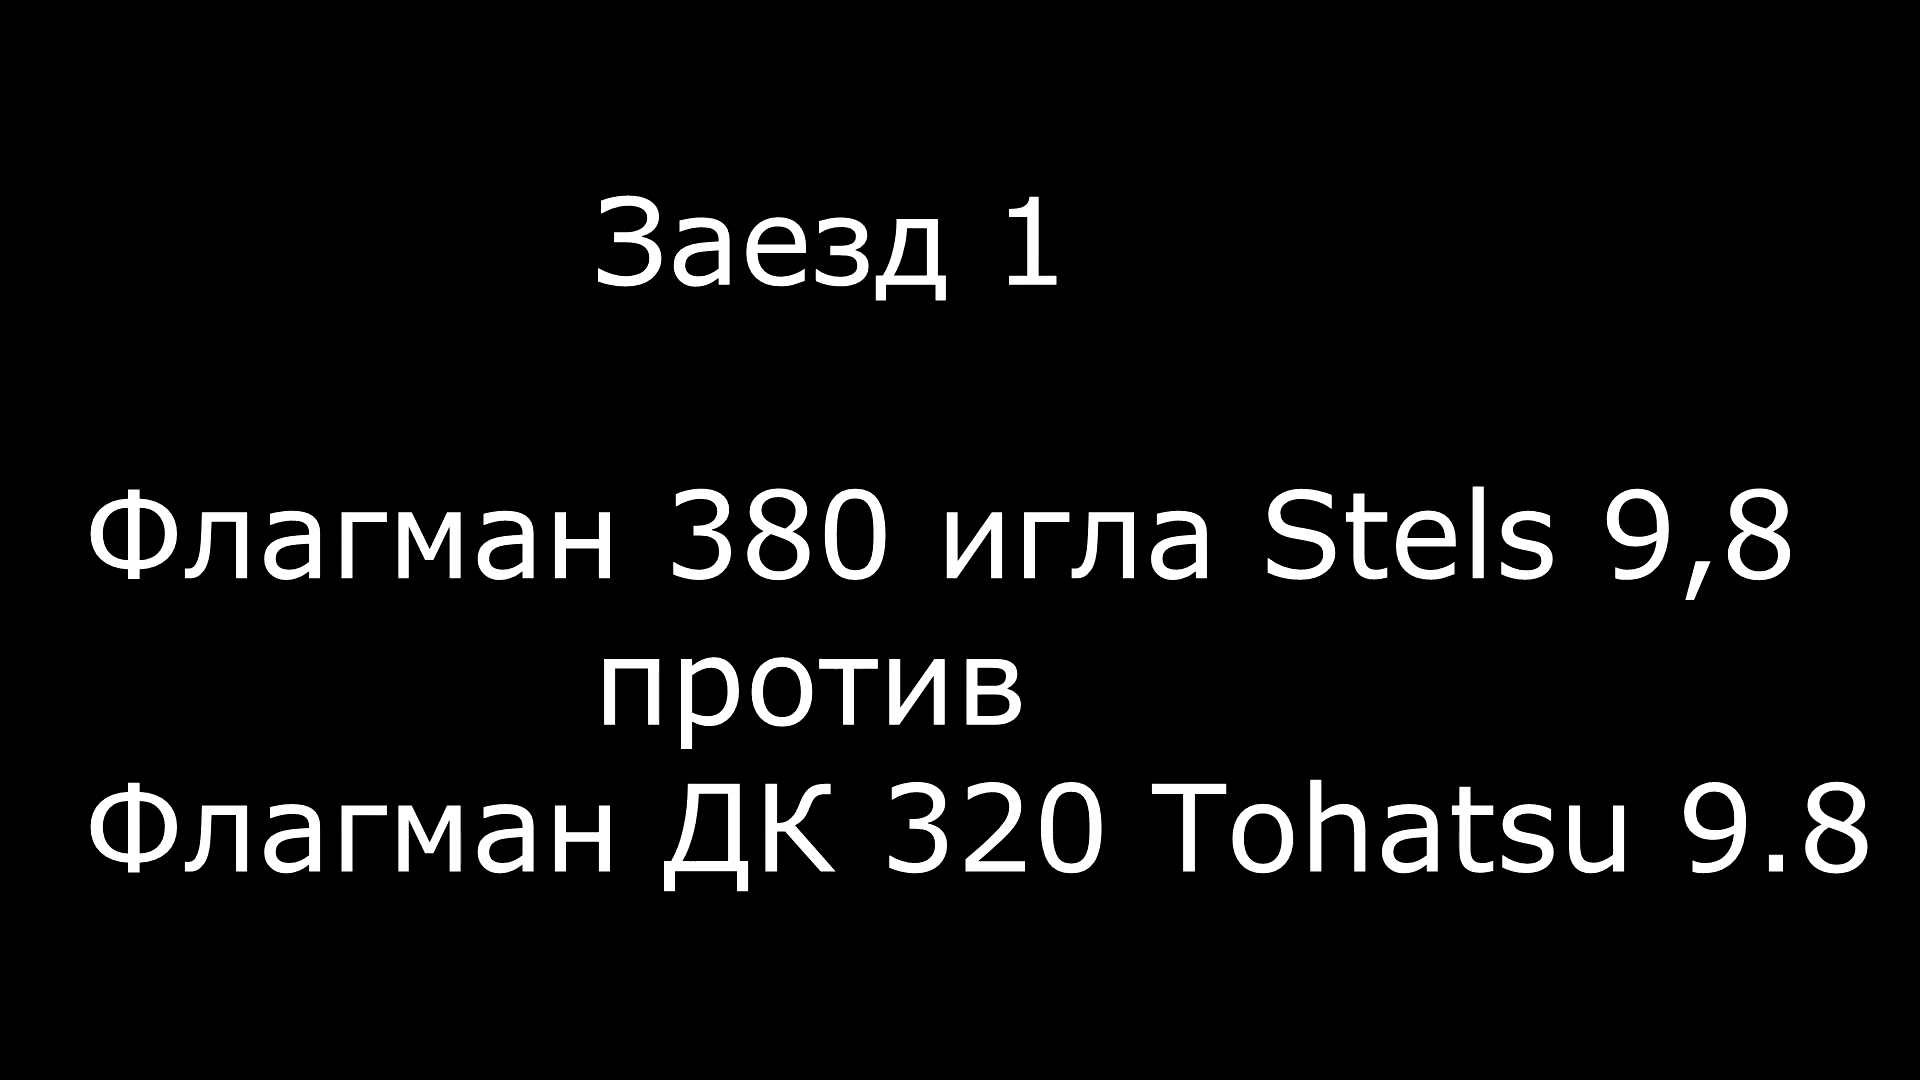 Заезд 1
Флагман 380 игла Stels 9,8
против
Флагман ДК 320 Tohatsu 9.8